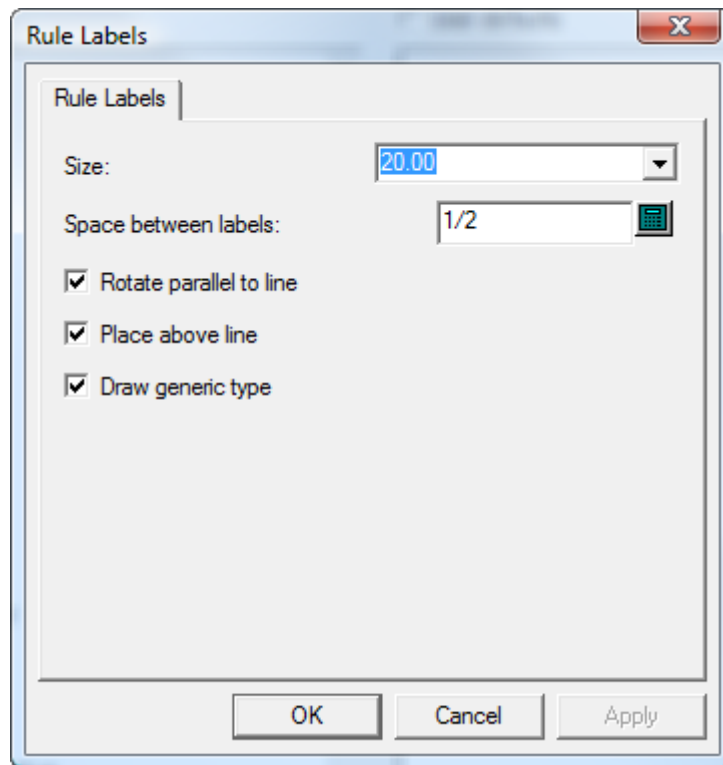 Rule Labels
Rule Labels
Size: 20.00
Space between labels: 1/2
Rotate parallel to line
Place above line
Draw generic type
OK Cancel Apply